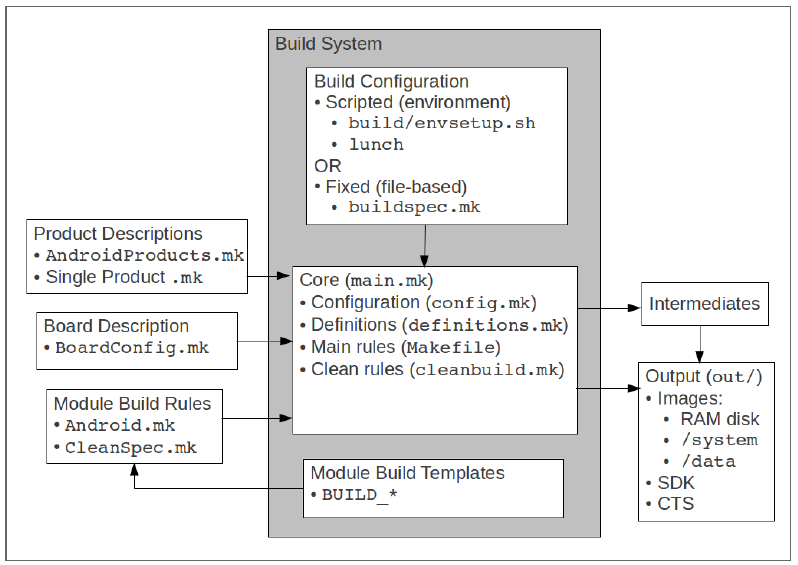 Build System
Build Configuration
• Scripted (environment)
• build/envsetup.sh
• lunch
OR
• Fixed (file-based)
• buildspec.mk
Product Descriptions
• AndroidProducts.mk
• Single Product .mk
Board Description
• BoardConfig.mk
Module Build Rules
• Android.mk
• CleanSpec.mk
Core (main.mk)
• Configuration (config.mk)
• Definitions (definitions.mk)
• Main rules (Makefile)
• Clean rules (cleanbuild.mk)
Module Build Templates
• BUILD_*
Intermediates
Output (out/)
• Images:
• RAM disk
• /system
• /data
• SDK
• CTS